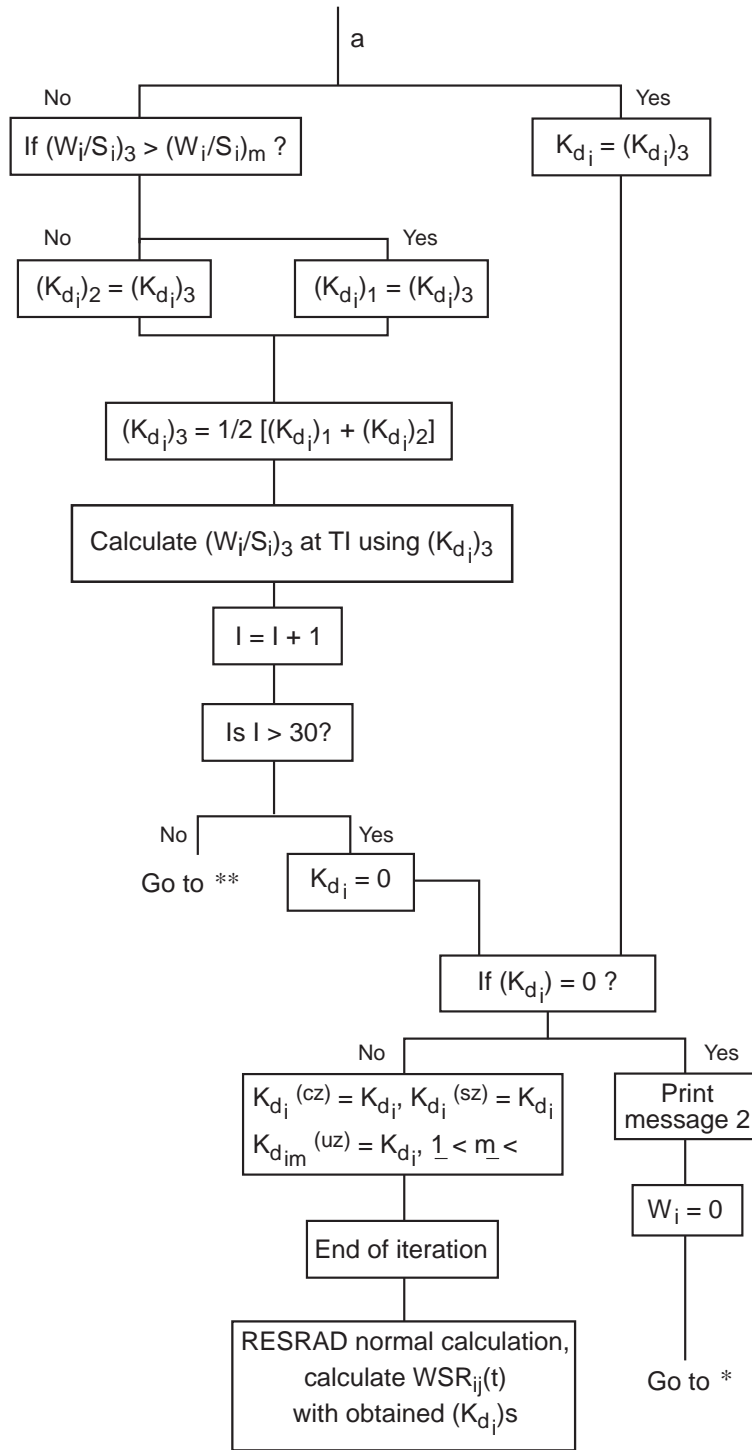 a
No
Yes
If (Wi/Si)3 > (Wi/Si)m ?
Kdi = (Kdi)3
No
Yes
(Kdi)2 = (Kdi)3
(Kdi)1 = (Kdi)3
(Kdi)3 = 1/2 [(Kdi)1 + (Kdi)2]
Calculate (Wi/Si)3 at TI using (Kdi)3
I = I + 1
Is I > 30?
No
Yes
Go to **
Kdi = 0
If (Kdi) = 0 ?
No
Yes
Kdi (cz) = Kdi, Kdi (sz) = Kdi
Kdim (uz) = Kdi, 1 < m <
Print
message 2
Wi = 0
End of iteration
RESRAD normal calculation,
calculate WSRij(t)
with obtained (Kdi)s
Go to *